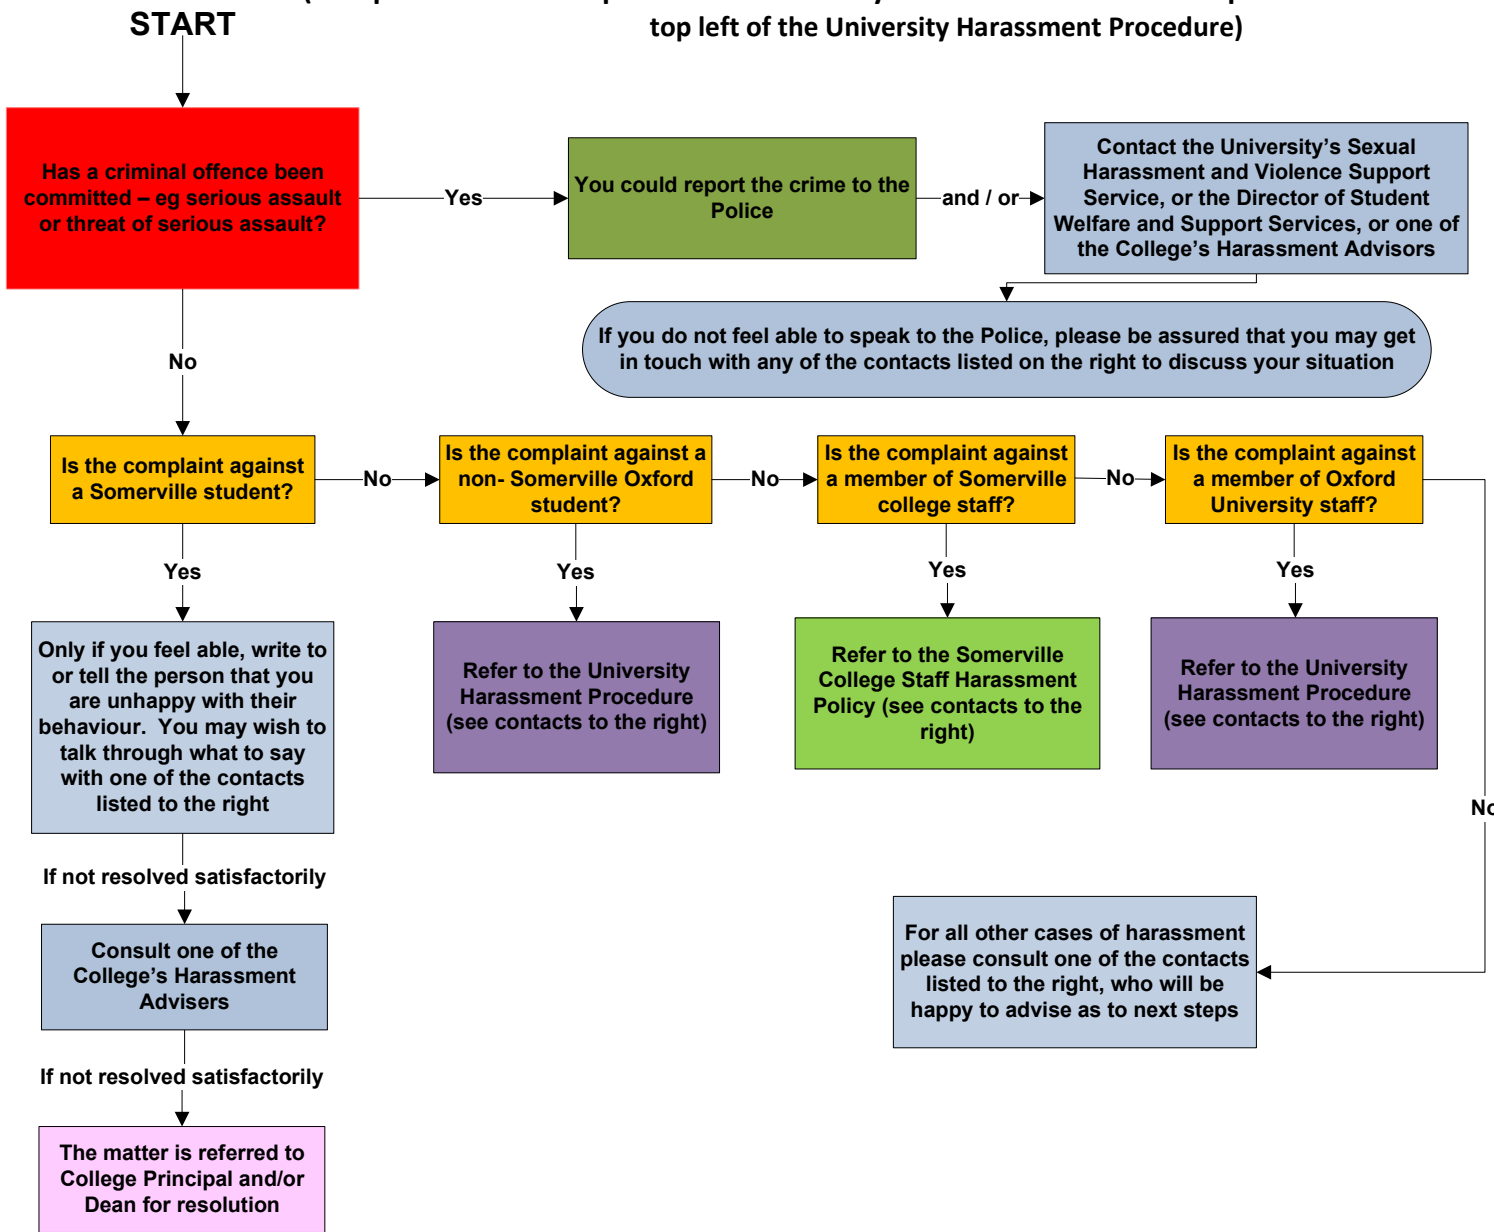 START
top left of the University Harassment Procedure)
Has a criminal offence been
committed – eg serious assault
or threat of serious assault?
Yes
You could report the crime to the
Police
and / or
Contact the University's Sexual
Harassment and Violence Support
Service, or the Director of Student
Welfare and Support Services, or one of
the College's Harassment Advisors
If you do not feel able to speak to the Police, please be assured that you may get
in touch with any of the contacts listed on the right to discuss your situation
No
Is the complaint against
a Somerville student?
No
Is the complaint against a
non- Somerville Oxford
student?
No
Is the complaint against
a member of Somerville
college staff?
No
Is the complaint against
a member of Oxford
University staff?
Yes
Yes
Yes
Yes
Only if you feel able, write to
or tell the person that you
are unhappy with their
behaviour. You may wish to
talk through what to say
with one of the contacts
listed to the right
Refer to the University
Harassment Procedure
(see contacts to the right)
Refer to the Somerville
College Staff Harassment
Policy (see contacts to the
right)
Refer to the University
Harassment Procedure
(see contacts to the right)
No
If not resolved satisfactorily
Consult one of the
College's Harassment
Advisers
For all other cases of harassment
please consult one of the contacts
listed to the right, who will be
happy to advise as to next steps
If not resolved satisfactorily
The matter is referred to
College Principal and/or
Dean for resolution